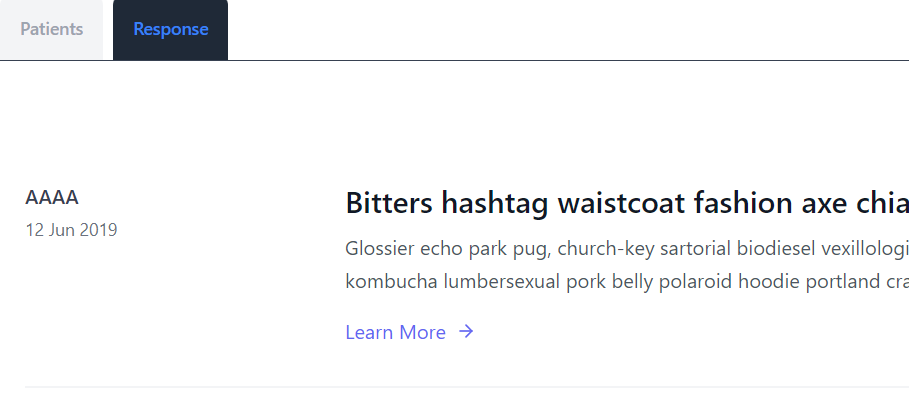 Patients
Response
AAAA
12 Jun 2019
Bitters hashtag waistcoat fashion axe chia
Glossier echo park pug, church-key sartorial biodiesel vexillologi
kombucha lumbersexual pork belly polaroid hoodie portland cra
Learn More →